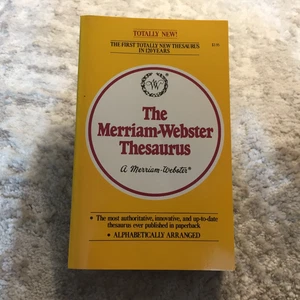 TOTALLY NEW!
THE FIRST TOTALLY NEW THESAURUS
IN 120 YEARS
The
Merriam-Webster
Thesaurus
A Merriam-Webster®
• The most authoritative, innovative, and up-to-date
thesaurus ever published in paperback
• ALPHABETICALLY ARRANGED